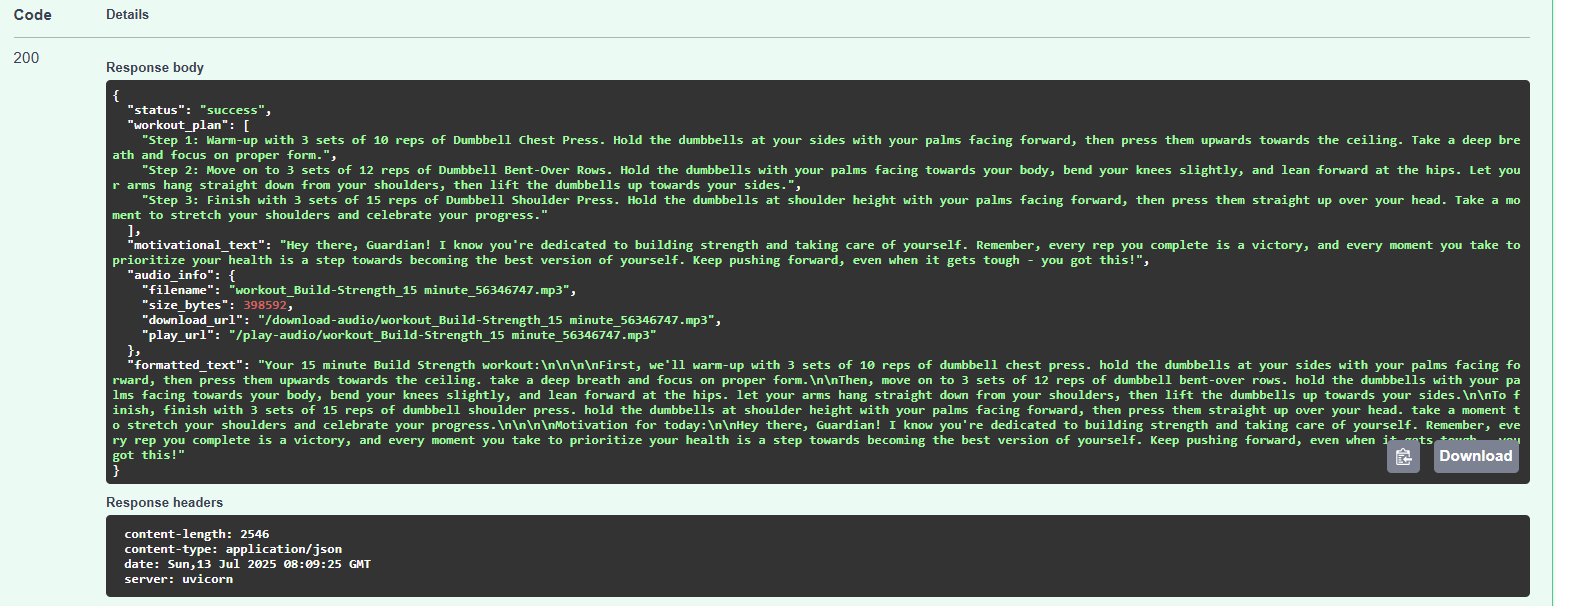 Code Details
200
Response body
{
"status": "success",
"workout_plan": [
"Step 1: Warm-up with 3 sets of 10 reps of Dumbbell Chest Press. Hold the dumbbells at your sides with your palms facing forward, then press them upwards towards the ceiling. Take a deep bre
ath and focus on proper form.",
"Step 2: Move on to 3 sets of 12 reps of Dumbbell Bent-Over Rows. Hold the dumbbells with your palms facing towards your body, bend your knees slightly, and lean forward at the hips. Let you
r arms hang straight down from your shoulders, then lift the dumbbells up towards your sides.",
"Step 3: Finish with 3 sets of 15 reps of Dumbbell Shoulder Press. Hold the dumbbells at shoulder height with your palms facing forward, then press them straight up over your head. Take a mo
ment to stretch your shoulders and celebrate your progress."
],
"motivational_text": "Hey there, Guardian! I know you're dedicated to building strength and taking care of yourself. Remember, every rep you complete is a victory, and every moment you take to
prioritize your health is a step towards becoming the best version of yourself. Keep pushing forward, even when it gets tough - you got this!",
"audio_info": {
"filename": "workout_Build-Strength_15 minute_56346747.mp3",
"size_bytes": 398592,
"download_url": "/download-audio/workout_Build-Strength_15 minute_56346747.mp3",
"play_url": "/play-audio/workout_Build-Strength_15 minute_56346747.mp3"
},
"formatted_text": "Your 15 minute Build Strength workout:\n\n\n\nFirst, we'll warm-up with 3 sets of 10 reps of dumbbell chest press. hold the dumbbells at your sides with your palms facing fo
rward, then press them upwards towards the ceiling. take a deep breath and focus on proper form.\n\nThen, move on to 3 sets of 12 reps of dumbbell bent-over rows. hold the dumbbells with your pa
lms facing towards your body, bend your knees slightly, and lean forward at the hips. let your arms hang straight down from your shoulders, then lift the dumbbells up towards your sides.\n\nTo f
inish, finish with 3 sets of 15 reps of dumbbell shoulder press. hold the dumbbells at shoulder height with your palms facing forward, then press them straight up over your head. take a moment t
o stretch your shoulders and celebrate your progress.\n\n\n\nMotivation for today:\n\nHey there, Guardian! I know you're dedicated to building strength and taking care of yourself. Remember, eve
ry rep you complete is a victory, and every moment you take to prioritize your health is a step towards becoming the best version of yourself. Keep pushing forward, even when it gets tough - you
got this!"
}
Download
Response headers
content-length: 2546
content-type: application/json
date: Sun,13 Jul 2025 08:09:25 GMT
server: uvicorn